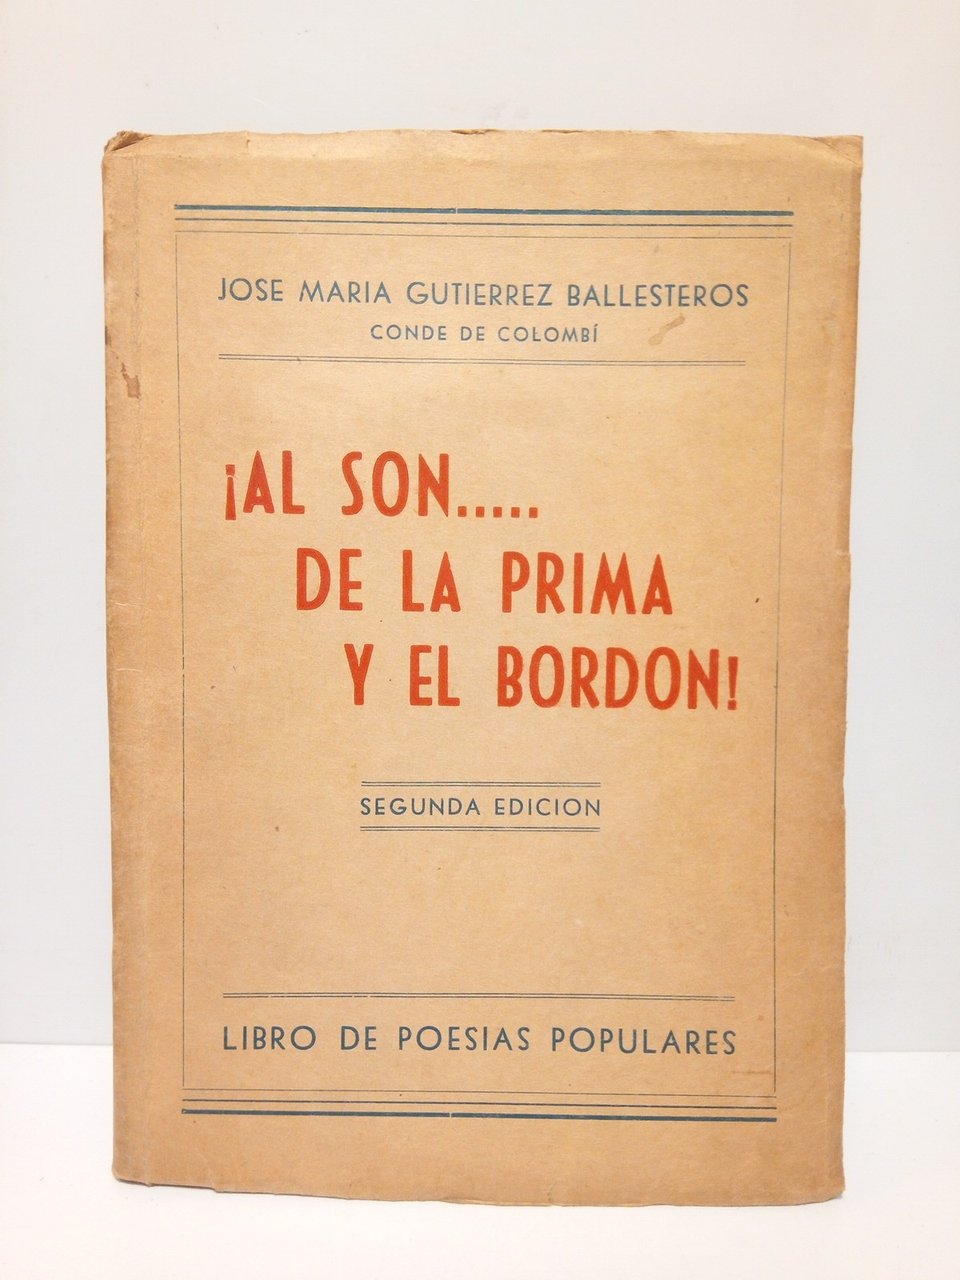 JOSE MARIA GUTIERREZ BALLESTEROS
CONDE DE COLOMBÍ
¡AL SON.....
DE LA PRIMA
Y EL BORDON!
SEGUNDA EDICION
LIBRO DE POESIAS POPULARES